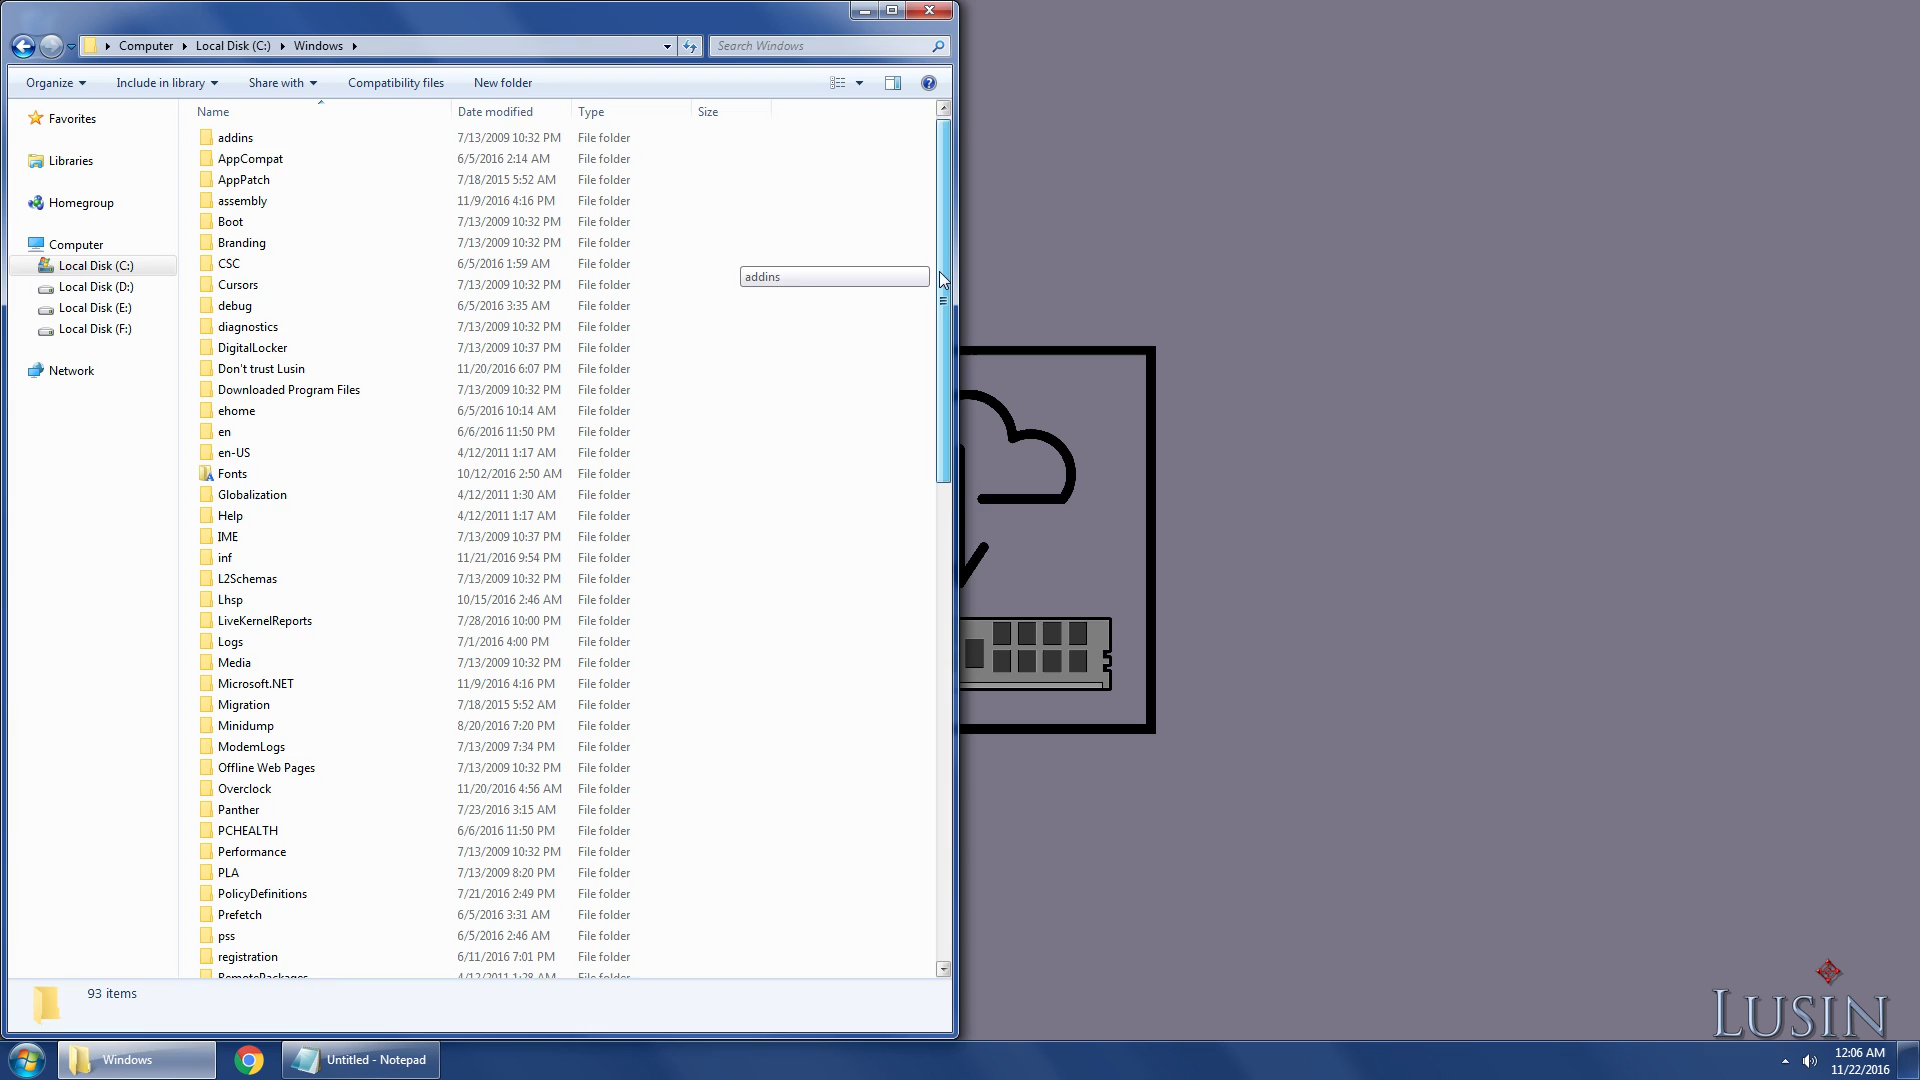 Computer Local Disk (C:) Windows
Search Windows
Organize Include in library Share with Compatibility files New folder
Favorites
Libraries
Homegroup
Computer
Local Disk (C:)
Local Disk (D:)
Local Disk (E:)
Local Disk (F:)
Network
Name Date modified Type Size
addins 7/13/2009 10:32 PM File folder
AppCompat 6/5/2016 2:14 AM File folder
AppPatch 7/18/2015 5:52 AM File folder
assembly 11/9/2016 4:16 PM File folder
Boot 7/13/2009 10:32 PM File folder
Branding 7/13/2009 10:32 PM File folder
CSC 6/5/2016 1:59 AM File folder
addins
Cursors 7/13/2009 10:32 PM File folder
debug 6/5/2016 3:35 AM File folder
diagnostics 7/13/2009 10:32 PM File folder
DigitalLocker 7/13/2009 10:37 PM File folder
Don't trust Lusin 11/20/2016 6:07 PM File folder
Downloaded Program Files 7/13/2009 10:32 PM File folder
ehome 6/5/2016 10:14 AM File folder
en 6/6/2016 11:50 PM File folder
en-US 4/12/2011 1:17 AM File folder
Fonts 10/12/2016 2:50 AM File folder
Globalization 4/12/2011 1:30 AM File folder
Help 4/12/2011 1:17 AM File folder
IME 7/13/2009 10:37 PM File folder
inf 11/21/2016 9:54 PM File folder
L2Schemas 7/13/2009 10:32 PM File folder
Lhsp 10/15/2016 2:46 AM File folder
LiveKernelReports 7/28/2016 10:00 PM File folder
Logs 7/1/2016 4:00 PM File folder
Media 7/13/2009 10:32 PM File folder
Microsoft.NET 11/9/2016 4:16 PM File folder
Migration 7/18/2015 5:52 AM File folder
Minidump 8/20/2016 7:20 PM File folder
ModemLogs 7/13/2009 7:34 PM File folder
Offline Web Pages 7/13/2009 10:32 PM File folder
Overclock 11/20/2016 4:56 AM File folder
Panther 7/23/2016 3:15 AM File folder
PCHEALTH 6/6/2016 11:50 PM File folder
Performance 7/13/2009 10:32 PM File folder
PLA 7/13/2009 8:20 PM File folder
PolicyDefinitions 7/21/2016 2:49 PM File folder
Prefetch 6/5/2016 3:31 AM File folder
pss 6/5/2016 2:46 AM File folder
registration 6/11/2016 7:01 PM File folder
RemotePackages 4/12/2011 1:28 AM File folder
93 items
LUSIN
Windows
Untitled - Notepad
12:06 AM
11/22/2016